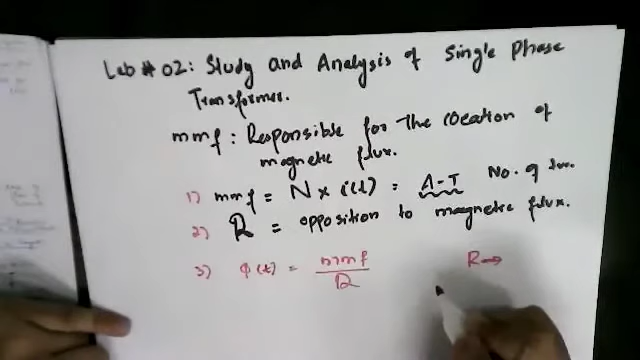 Lab # 02: Study and Analysis of Single Phase
Transformer.
mmf: Responsible for the creation of
magnetic flux.
1) mmf = N x i(t) = A-T No. of
2) R = opposition to magnetic flux.
3) φ(t) = mmf / R R→